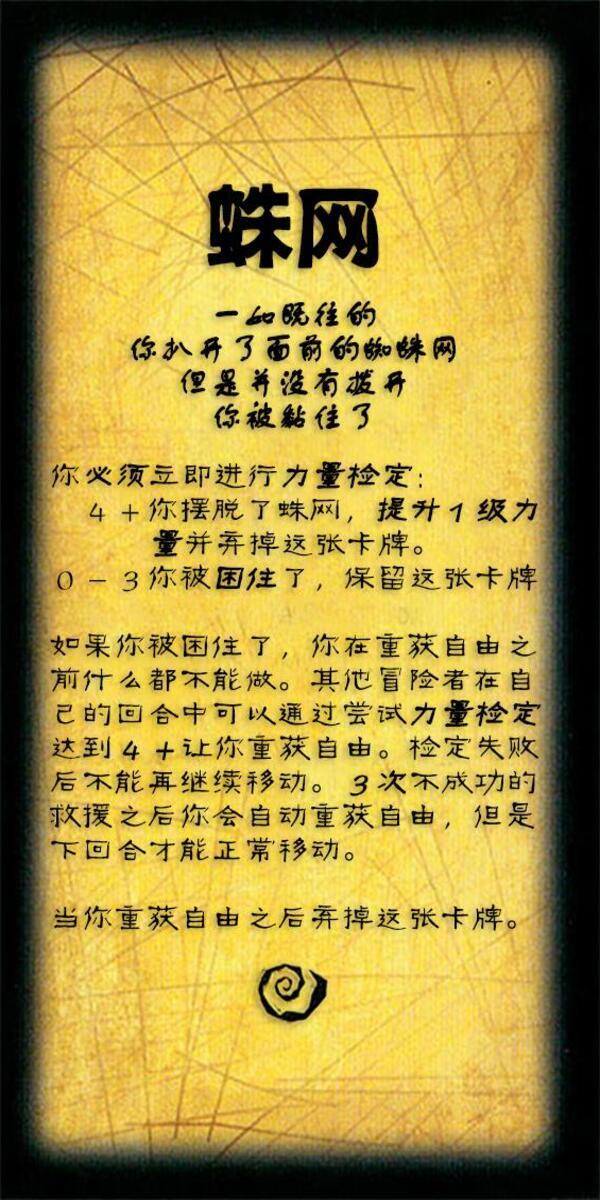 蛛网
一如既往的
你扒开了面前的蜘蛛网
但是并没有拨开
你被黏住了
你必须立即进行力量检定：
4+你摆脱了蛛网，提升1级力
量并弃掉这张卡牌。
0-3你被困住了，保留这张卡牌
如果你被困住了，你在重获自由之
前什么都不能做。其他冒险者在自
己的回合中可以通过尝试力量检定
达到4+让你重获自由。检定失败
后不能再继续移动。3次不成功的
救援之后你会自动重获自由，但是
下回合才能正常移动。
当你重获自由之后弃掉这张卡牌。